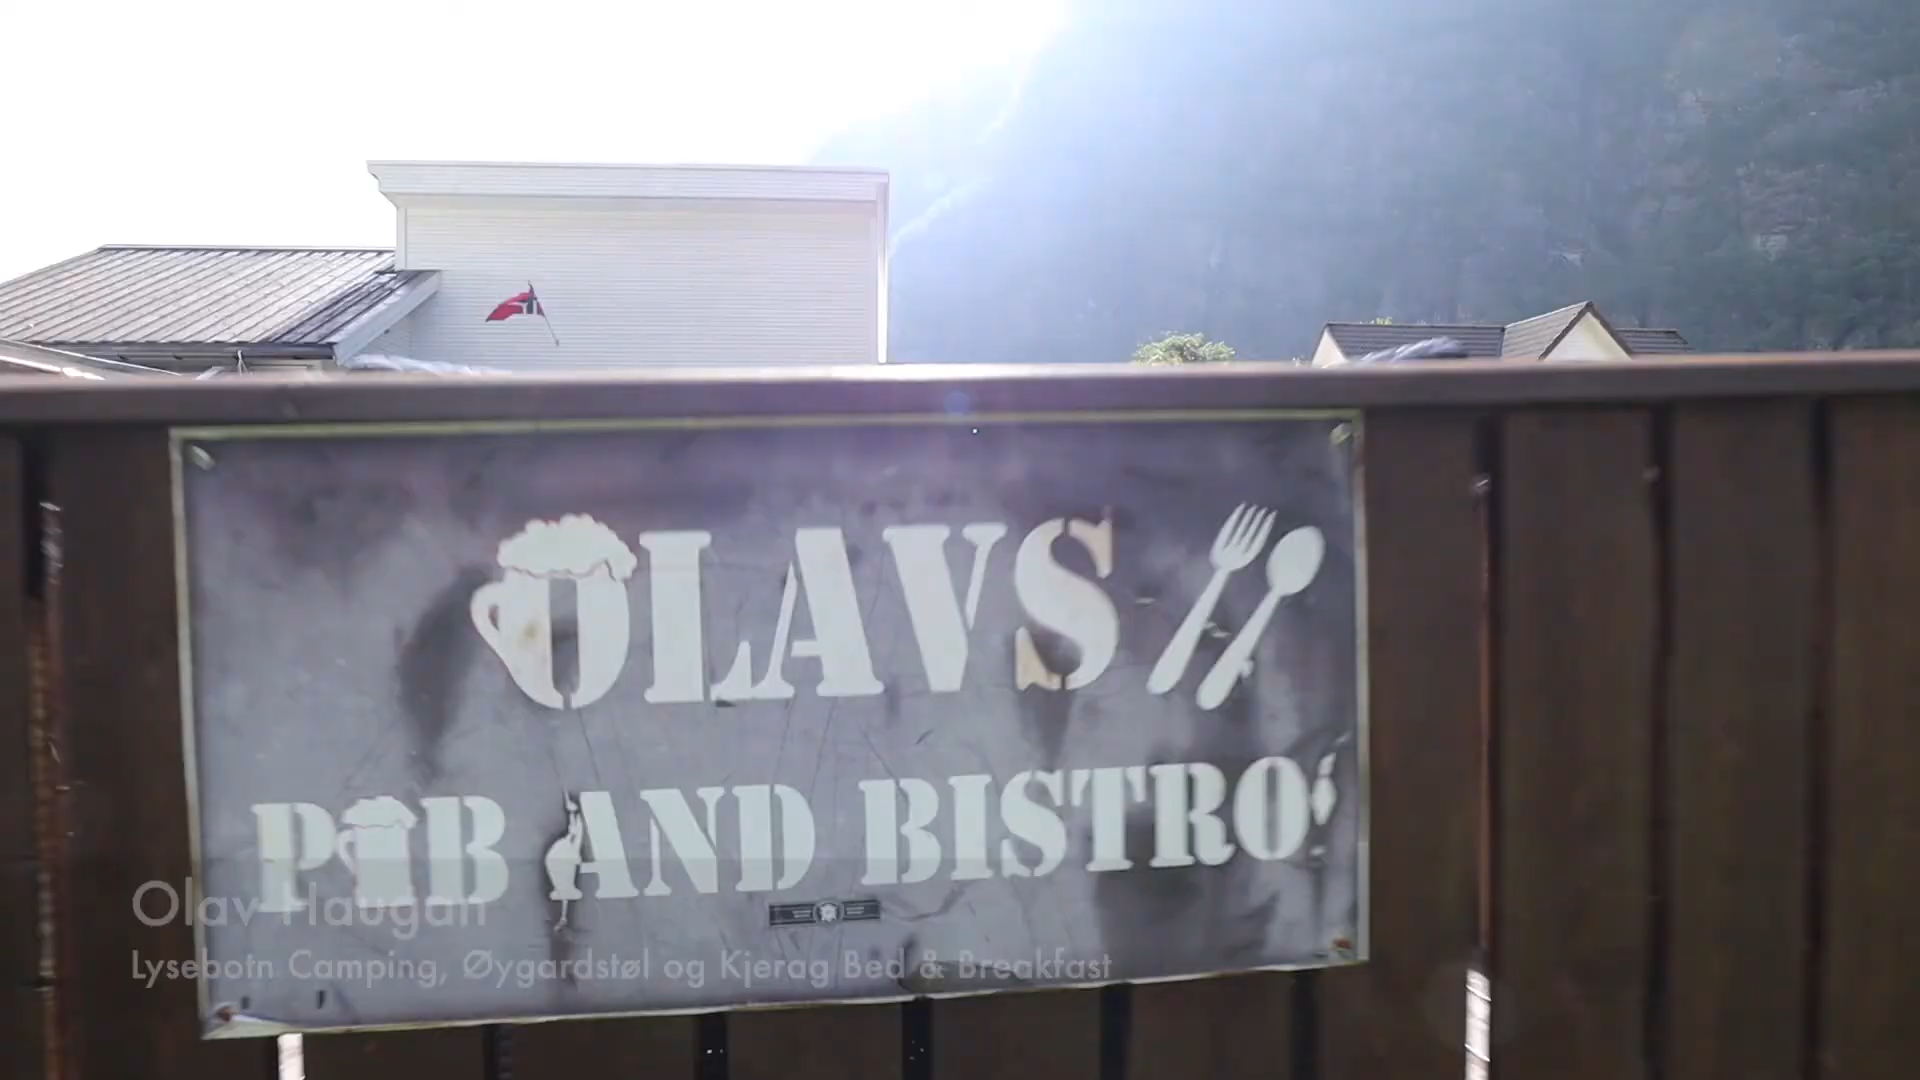 OLAVS
PUB AND BISTRO
Olav Haugan
Lysebotn Camping, Øygardstøl og Kjerag Bed & Breakfast